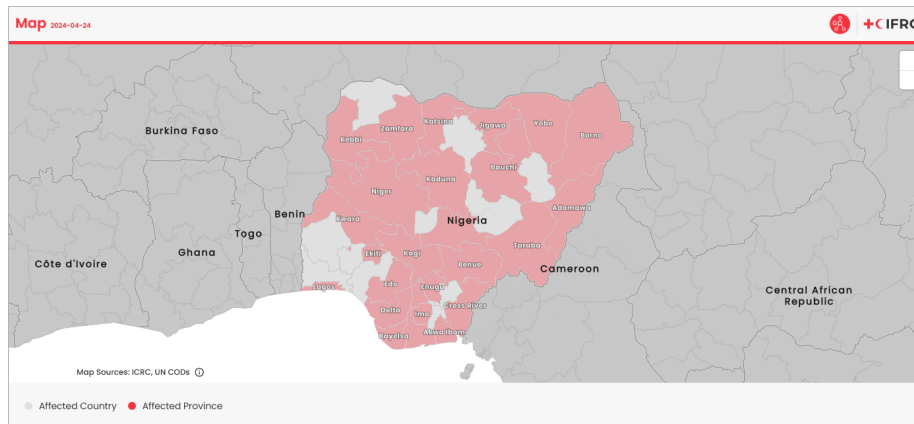 Map 2024-04-24
IFRC
Burkina Faso
Katsina
Jigawa
Yobe
Borno
Zamfara
Kebbi
Bauchi
Kaduna
Niger
Adamawa
Benin
Kwara
Nigeria
Togo
Taraba
Ghana
Ekiti
Kogi
Côte d'Ivoire
Benue
Cameroon
Lagos
Edo
Enugu
Central African
Republic
Cross River
Delta
Imo
Bayelsa
Akwa Ibom
Map Sources: ICRC, UN CODs
Affected Country
Affected Province